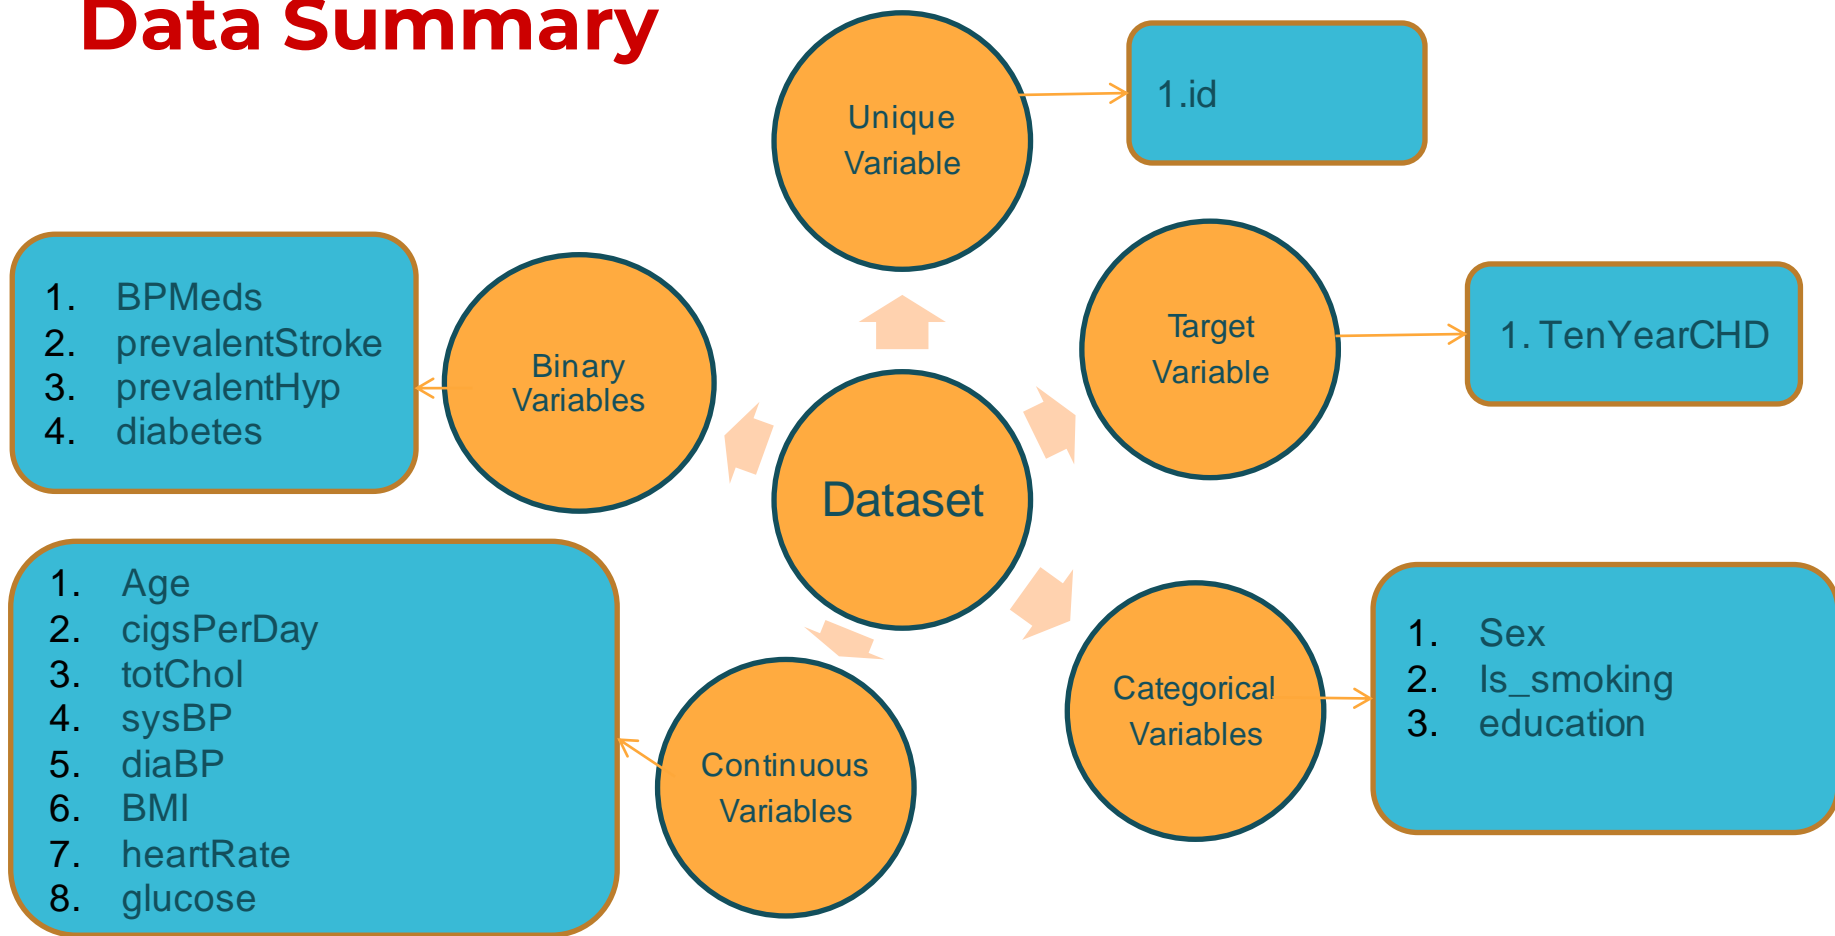 Data Summary
Unique
Variable
1.id
Target
Variable
1. TenYearCHD
Binary
Variables
1. BPMeds
2. prevalentStroke
3. prevalentHyp
4. diabetes
Dataset
Categorical
Variables
1. Sex
2. Is_smoking
3. education
Continuous
Variables
1. Age
2. cigsPerDay
3. totChol
4. sysBP
5. diaBP
6. BMI
7. heartRate
8. glucose